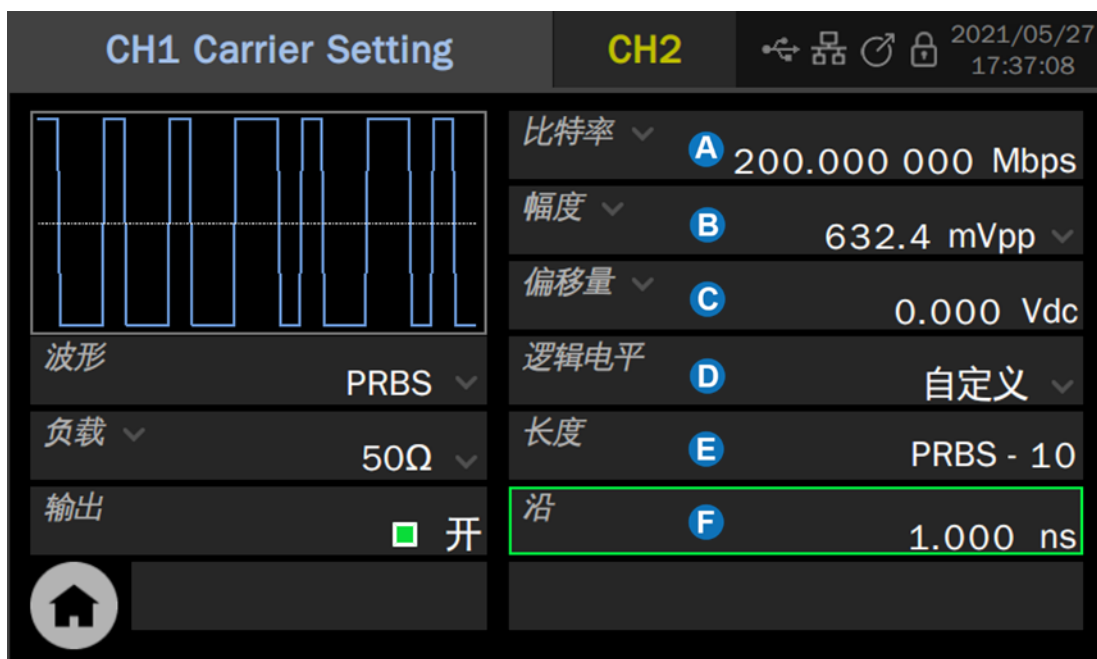 CH1 Carrier Setting
CH2
2021/05/27
17:37:08
比特率
A 200.000 000 Mbps
幅度
B 632.4 mVpp
偏移量
C 0.000 Vdc
波形
PRBS
逻辑电平
D 自定义
负载
50Ω
长度
E PRBS - 10
输出
开
沿
F 1.000 ns